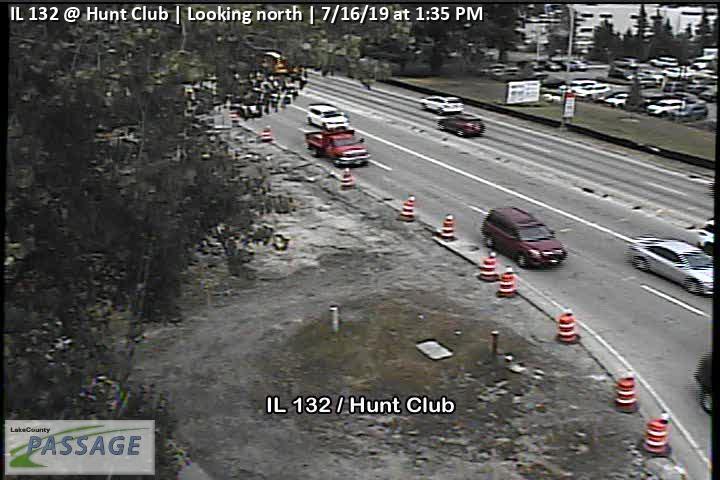 IL 132 @ Hunt Club | Looking north | 7/16/19 at 1:35 PM
IL 132 / Hunt Club
LakeCounty
PASSAGE